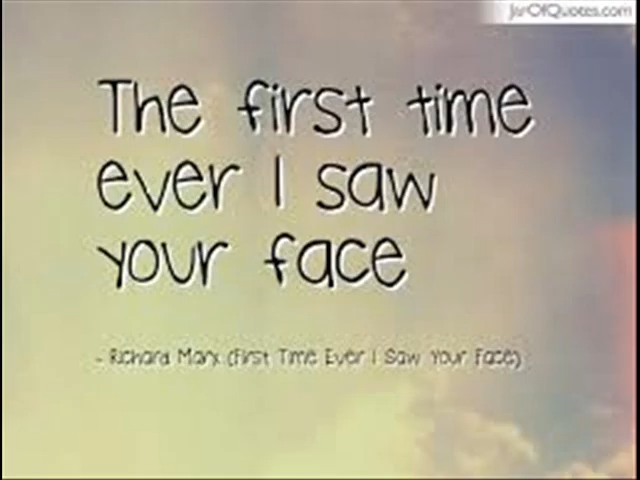 JarOfQuotes.com
The first time
ever I saw
your face
- Richard Marx (First Time Ever I Saw Your Face)